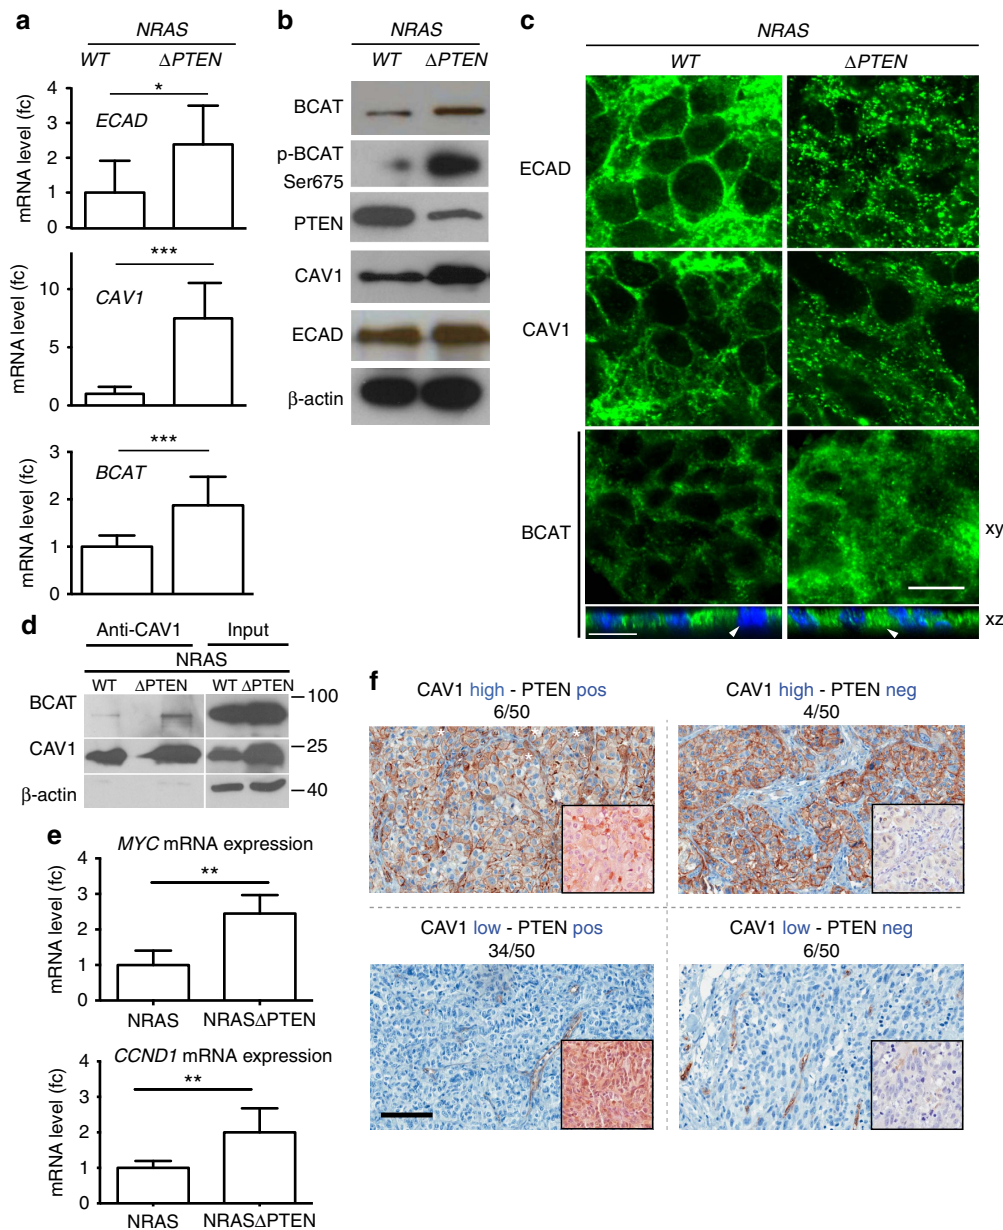 a
NRAS
WT ΔPTEN
mRNA level (fc)
4
3
2
1
0
*
ECAD
mRNA level (fc)
10
5
0
***
CAV1
mRNA level (fc)
3
2
1
0
***
BCAT
b
NRAS
WT ΔPTEN
BCAT
p-BCAT
Ser675
PTEN
CAV1
ECAD
β-actin
c
NRAS
WT ΔPTEN
ECAD
CAV1
BCAT
xy
xz
d
Anti-CAV1 Input
NRAS
WT ΔPTEN WT ΔPTEN
BCAT
100
CAV1
25
β-actin
40
e
MYC mRNA expression
mRNA level (fc)
4
3
2
1
0
**
NRAS NRASΔPTEN
CCND1 mRNA expression
mRNA level (fc)
4
3
2
1
0
**
NRAS NRASΔPTEN
f
CAV1 high - PTEN pos
6/50
* * * *
CAV1 high - PTEN neg
4/50
CAV1 low - PTEN pos
34/50
CAV1 low - PTEN neg
6/50